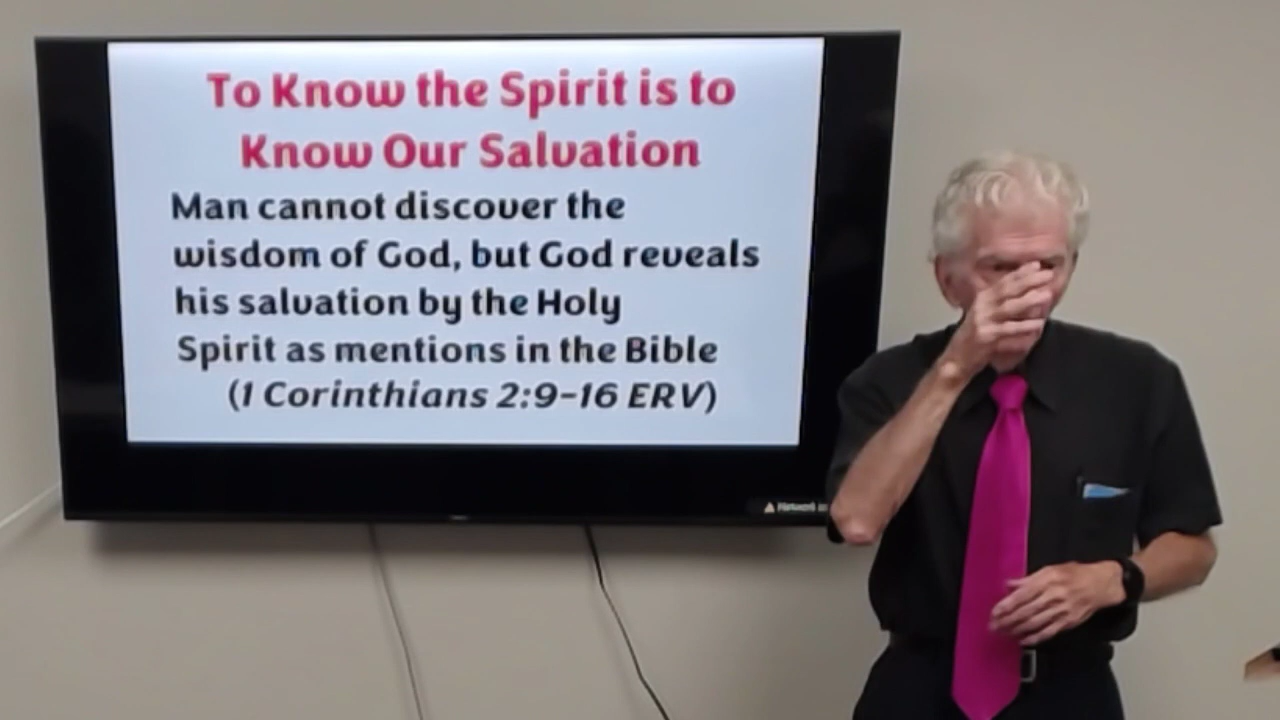 To Know the Spirit is to
Know Our Salvation
Man cannot discover the
wisdom of God, but God reveals
his salvation by the Holy
Spirit as mentions in the Bible
(1 Corinthians 2:9-16 ERV)